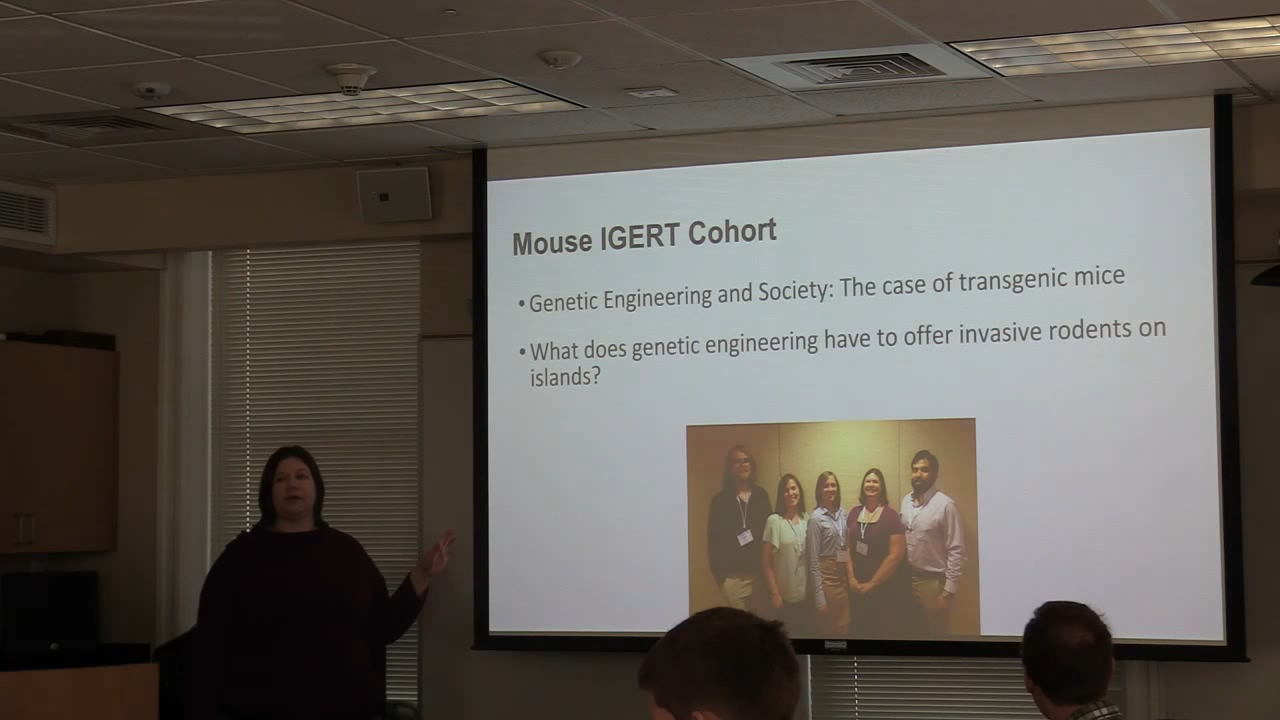 Mouse IGERT Cohort
• Genetic Engineering and Society: The case of transgenic mice
• What does genetic engineering have to offer invasive rodents on
islands?